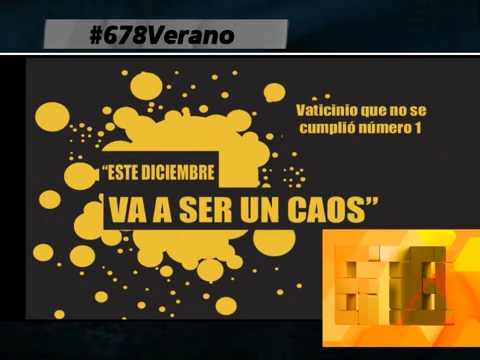 #678Verano
Vaticinio que no se
cumplió número 1
“ESTE DICIEMBRE
VA A SER UN CAOS”
678